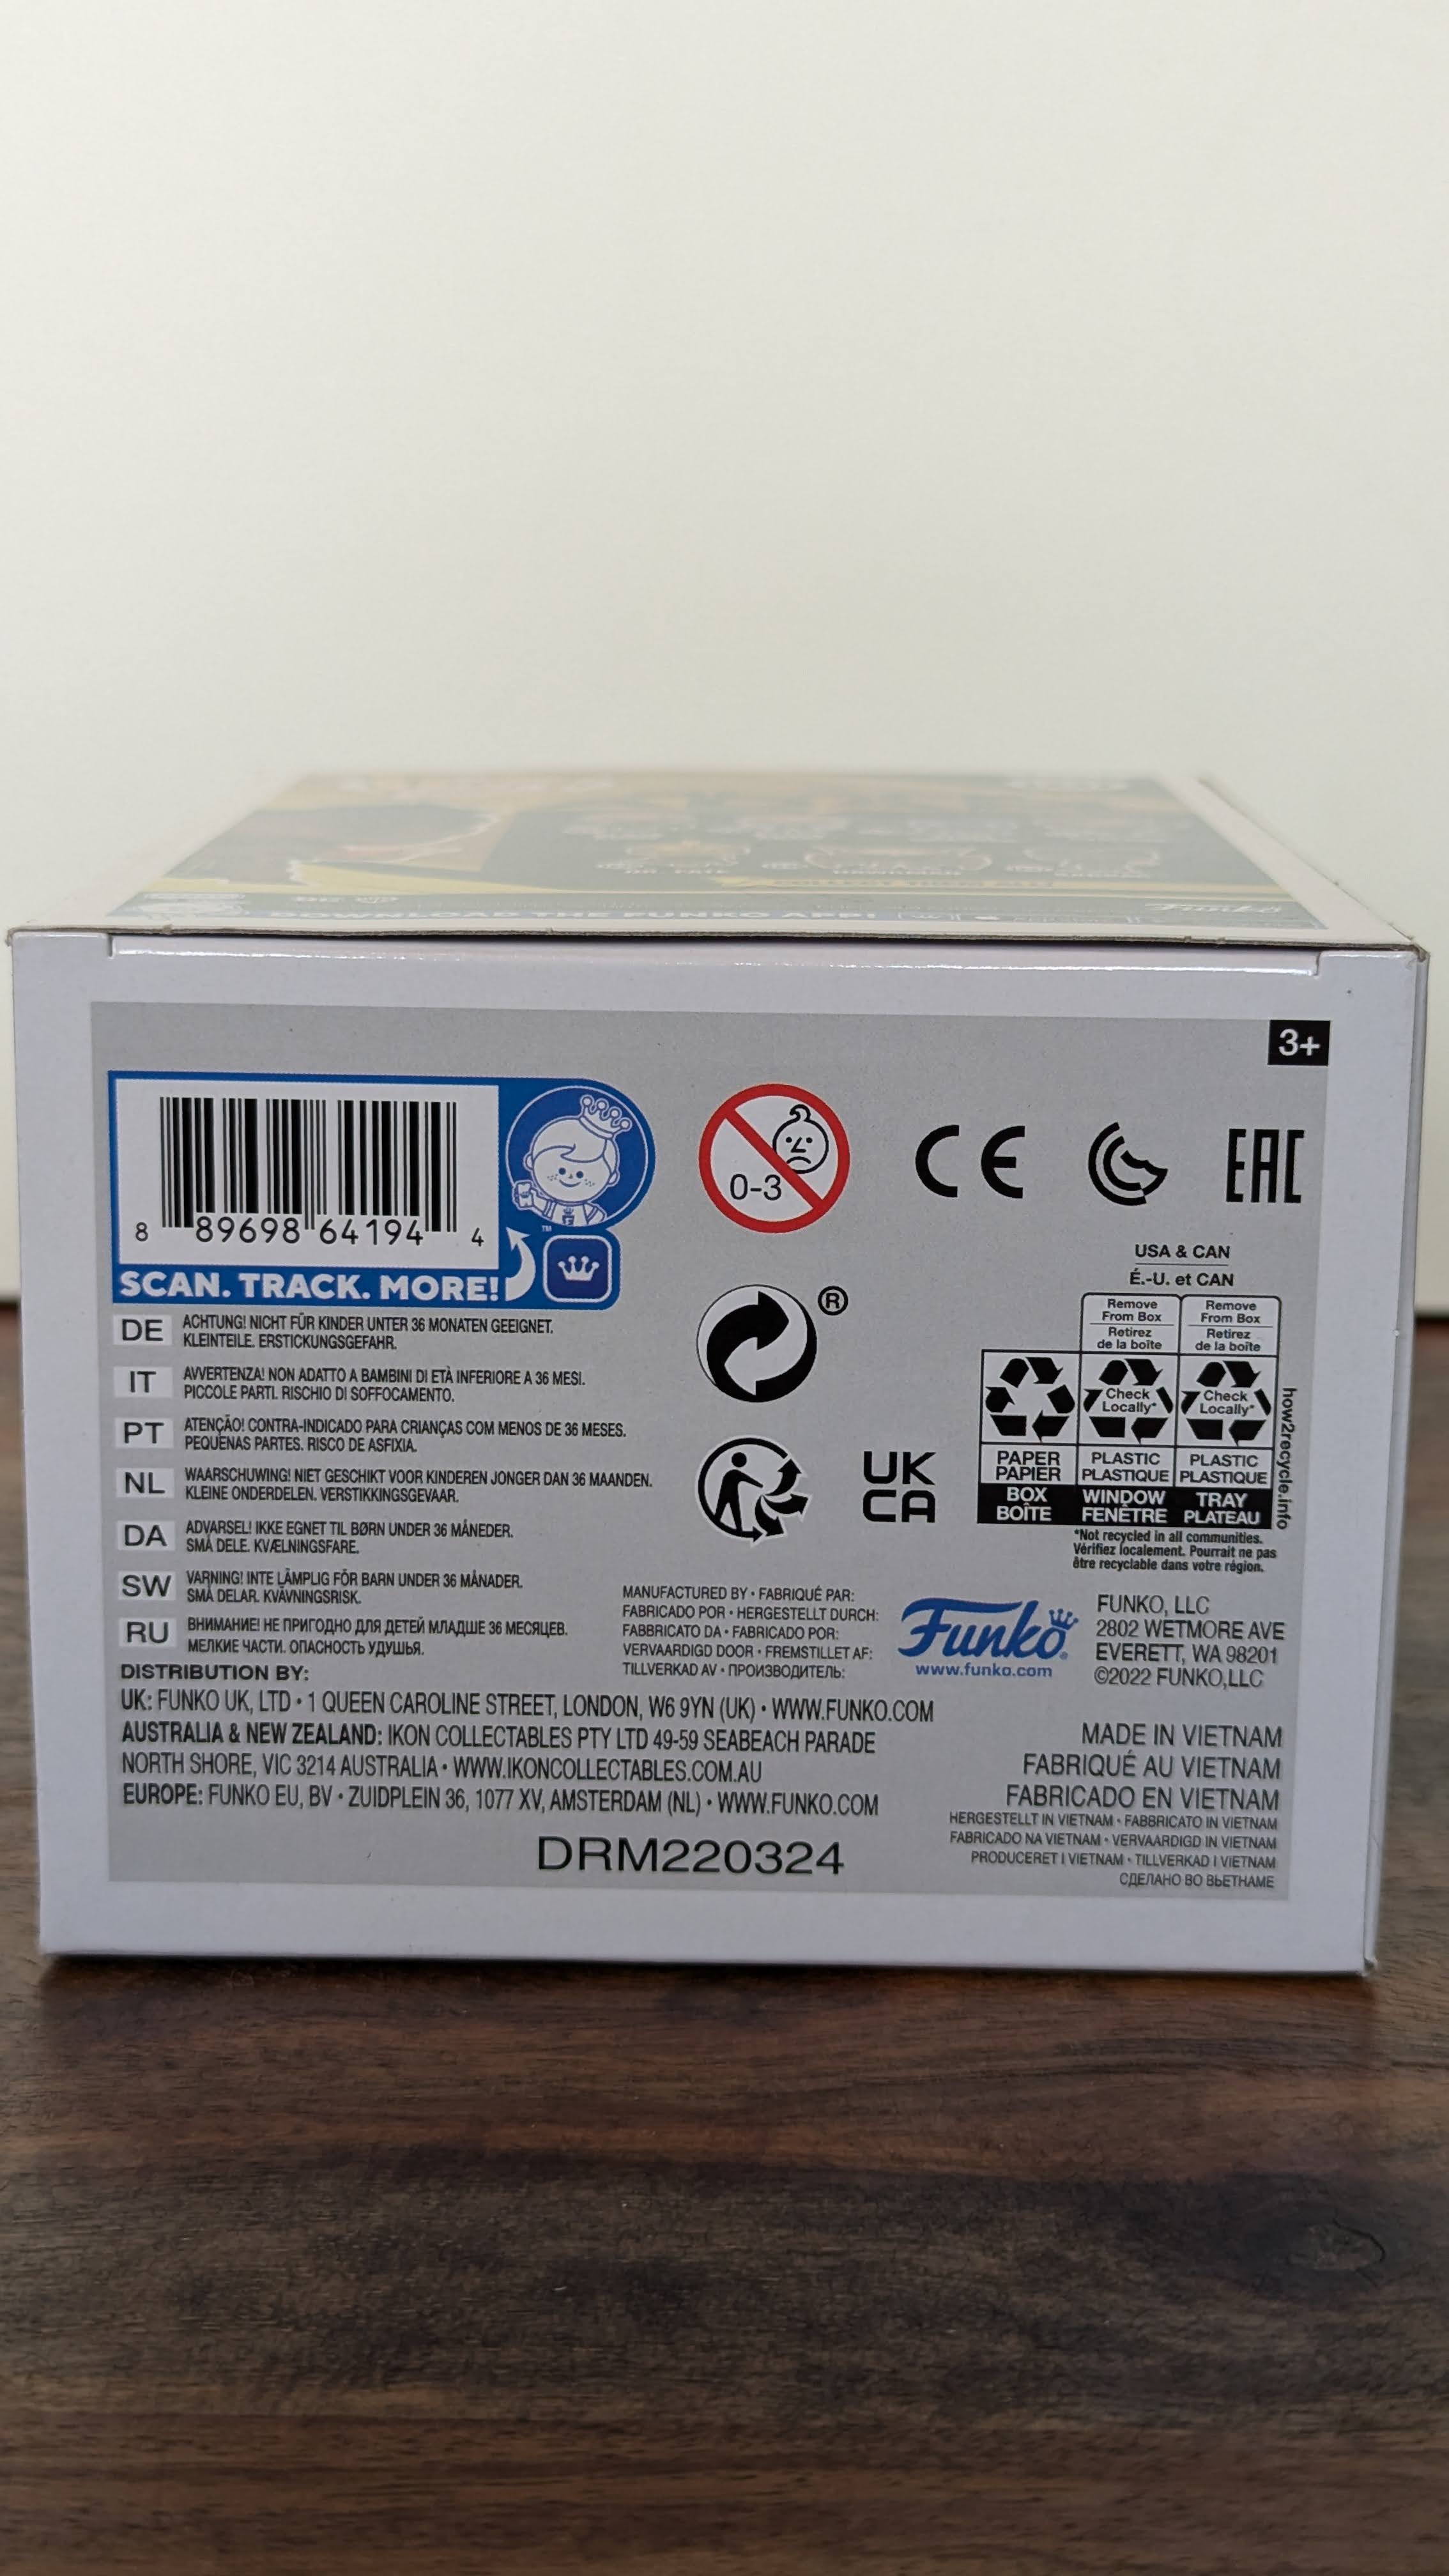 DR. FATE
COLLECT THEM ALL!
DOWNLOAD THE FUNKO APP!
Funko
3+
8 89698 64194 4
™
SCAN. TRACK. MORE!
0-3
CE
EAC
DE ACHTUNG! NICHT FÜR KINDER UNTER 36 MONATEN GEEIGNET.
KLEINTEILE. ERSTICKUNGSGEFAHR.
IT AVVERTENZA! NON ADATTO A BAMBINI DI ETÀ INFERIORE A 36 MESI.
PICCOLE PARTI. RISCHIO DI SOFFOCAMENTO.
PT ATENÇÃO! CONTRA-INDICADO PARA CRIANÇAS COM MENOS DE 36 MESES.
PEQUENAS PARTES. RISCO DE ASFIXIA.
NL WAARSCHUWING! NIET GESCHIKT VOOR KINDEREN JONGER DAN 36 MAANDEN.
KLEINE ONDERDELEN. VERSTIKKINGSGEVAAR.
DA ADVARSEL! IKKE EGNET TIL BØRN UNDER 36 MÅNEDER.
SMÅ DELE. KVÆLNINGSFARE.
SW VARNING! INTE LÄMPLIG FÖR BARN UNDER 36 MÅNADER.
SMÅ DELAR. KVÄVNINGSRISK.
RU ВНИМАНИЕ! НЕ ПРИГОДНО ДЛЯ ДЕТЕЙ МЛАДШЕ 36 МЕСЯЦЕВ.
МЕЛКИЕ ЧАСТИ. ОПАСНОСТЬ УДУШЬЯ.
®
UK
CA
USA & CAN
É.-U. et CAN
Remove
From Box
Retirez
de la boîte
Remove
From Box
Retirez
de la boîte
Check
Locally*
Check
Locally*
PAPER
PAPIER
BOX
BOÎTE
PLASTIC
PLASTIQUE
WINDOW
FENÊTRE
PLASTIC
PLASTIQUE
TRAY
PLATEAU
how2recycle.info
*Not recycled in all communities.
Vérifiez localement. Pourrait ne pas
être recyclable dans votre région.
MANUFACTURED BY • FABRIQUÉ PAR:
FABRICADO POR • HERGESTELLT DURCH:
FABBRICATO DA • FABRICADO POR:
VERVAARDIGD DOOR • FREMSTILLET AF:
TILLVERKAD AV • ПРОИЗВОДИТЕЛЬ:
Funko®
www.funko.com
FUNKO, LLC
2802 WETMORE AVE
EVERETT, WA 98201
©2022 FUNKO,LLC
DISTRIBUTION BY:
UK: FUNKO UK, LTD • 1 QUEEN CAROLINE STREET, LONDON, W6 9YN (UK) • WWW.FUNKO.COM
AUSTRALIA & NEW ZEALAND: IKON COLLECTABLES PTY LTD 49-59 SEABEACH PARADE
NORTH SHORE, VIC 3214 AUSTRALIA • WWW.IKONCOLLECTABLES.COM.AU
EUROPE: FUNKO EU, BV • ZUIDPLEIN 36, 1077 XV, AMSTERDAM (NL) • WWW.FUNKO.COM
DRM220324
MADE IN VIETNAM
FABRIQUÉ AU VIETNAM
FABRICADO EN VIETNAM
HERGESTELLT IN VIETNAM • FABBRICATO IN VIETNAM
FABRICADO NA VIETNAM • VERVAARDIGD IN VIETNAM
PRODUCERET I VIETNAM • TILLVERKAD I VIETNAM
СДЕЛАНО ВО ВЬЕТНАМЕ